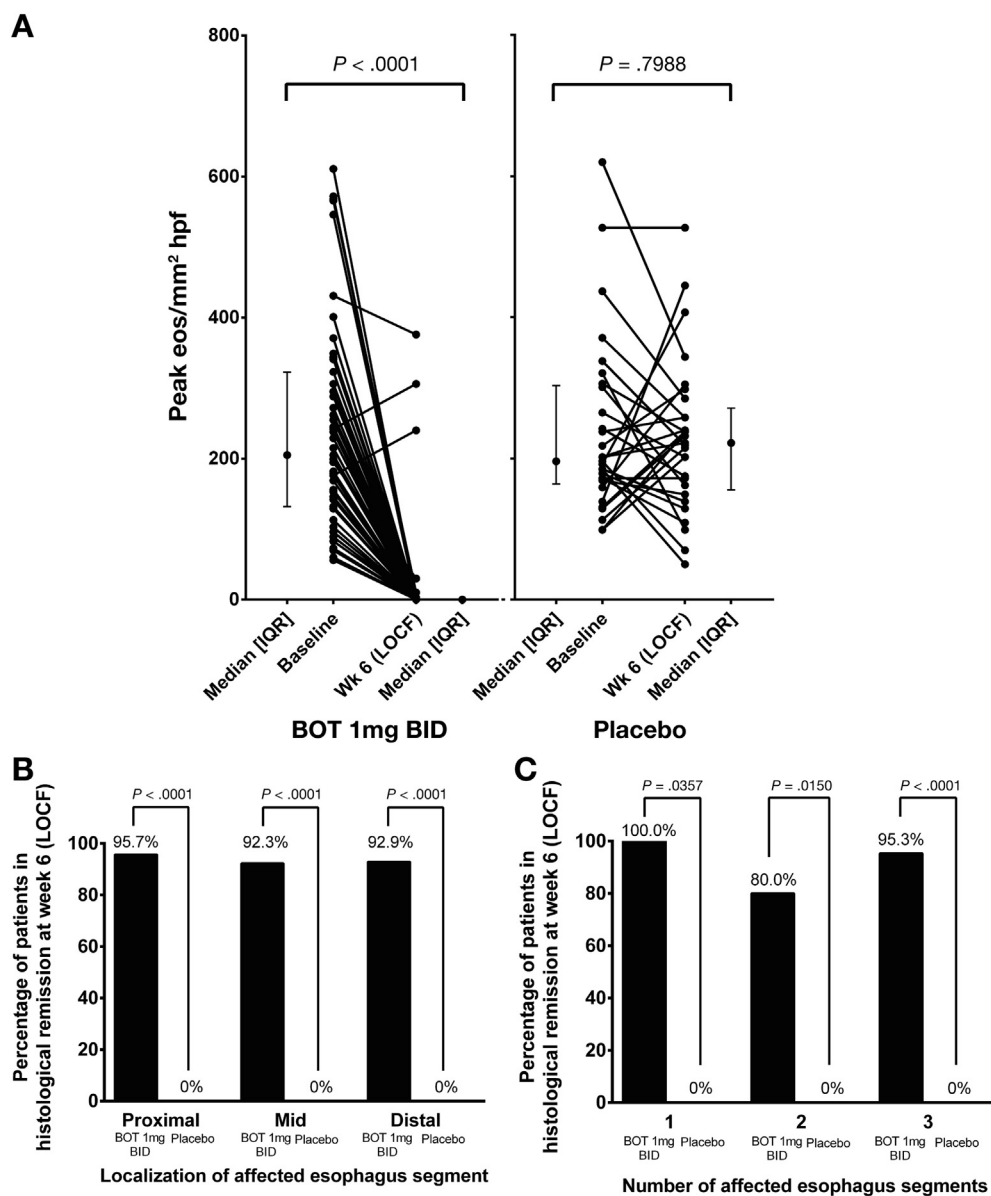 A
800
600
400
200
0
Peak eos/mm² hpf
P < .0001
P = .7988
Median [IQR]
Baseline
Wk 6 (LOCF)
Median [IQR]
Median [IQR]
Baseline
Wk 6 (LOCF)
Median [IQR]
BOT 1mg BID
Placebo
B
Percentage of patients in
histological remission at week 6 (LOCF)
100
80
60
40
20
0
P < .0001
P < .0001
P < .0001
95.7%
92.3%
92.9%
0%
0%
0%
Proximal
Mid
Distal
BOT 1mg
BID
Placebo
BOT 1mg
BID
Placebo
BOT 1mg
BID
Placebo
Localization of affected esophagus segment
C
Percentage of patients in
histological remission at week 6 (LOCF)
100
80
60
40
20
0
P = .0357
P = .0150
P < .0001
100.0%
80.0%
95.3%
0%
0%
0%
1
2
3
BOT 1mg
BID
Placebo
BOT 1mg
BID
Placebo
BOT 1mg
BID
Placebo
Number of affected esophagus segments